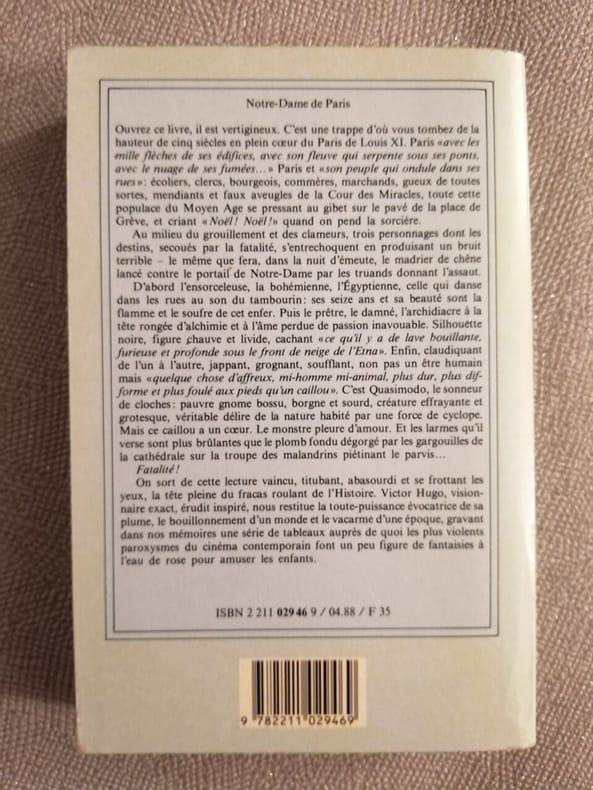 Notre-Dame de Paris
Ouvrez ce livre, il est vertigineux. C'est une trappe d'où vous tombez de la
hauteur de cinq siècles en plein cœur du Paris de Louis XI. Paris «avec les
mille flèches de ses édifices, avec son fleuve qui serpente sous ses ponts,
avec le nuage de ses fumées...» Paris et «son peuple qui ondule dans ses
rues»: écoliers, clercs, bourgeois, commères, marchands, gueux de toutes
sortes, mendiants et faux aveugles de la Cour des Miracles, toute cette
populace du Moyen Age se pressant au gibet sur le pavé de la place de
Grève, et criant «Noël! Noël!» quand on pend la sorcière.
Au milieu du grouillement et des clameurs, trois personnages dont les
destins, secoués par la fatalité, s'entrechoquent en produisant un bruit
terrible – le même que fera, dans la nuit d'émeute, le madrier de chêne
lancé contre le portail de Notre-Dame par les truands donnant l'assaut.
D'abord l'ensorceleuse, la bohémienne, l'Égyptienne, celle qui danse
dans les rues au son du tambourin: ses seize ans et sa beauté sont la
flamme et le soufre de cet enfer. Puis le prêtre, le damné, l'archidiacre à la
tête rongée d'alchimie et à l'âme perdue de passion inavouable. Silhouette
noire, figure chauve et livide, cachant «ce qu'il y a de lave bouillante,
furieuse et profonde sous le front de neige de l'Etna». Enfin, claudiquant
de l'un à l'autre, jappant, grognant, soufflant, non pas un être humain
mais «quelque chose d'affreux, mi-homme mi-animal, plus dur, plus dif-
forme et plus foulé aux pieds qu'un caillou». C'est Quasimodo, le sonneur
de cloches: pauvre gnome bossu, borgne et sourd, créature effrayante et
grotesque, véritable délire de la nature habité par une force de cyclope.
Mais ce caillou a un cœur. Le monstre pleure d'amour. Et les larmes qu'il
verse sont plus brûlantes que le plomb fondu dégorgé par les gargouilles de
la cathédrale sur la troupe des malandrins piétinant le parvis...
Fatalité!
On sort de cette lecture vaincu, titubant, abasourdi et se frottant les
yeux, la tête pleine du fracas roulant de l'Histoire. Victor Hugo, vision-
naire exact, érudit inspiré, nous restitue la toute-puissance évocatrice de sa
plume, le bouillonnement d'un monde et le vacarme d'une époque, gravant
dans nos mémoires une série de tableaux auprès de quoi les plus violents
paroxysmes du cinéma contemporain font un peu figure de fantaisies à
l'eau de rose pour amuser les enfants.
ISBN 2 211 029 46 9 / 04.88 / F 35
9 782211 029469